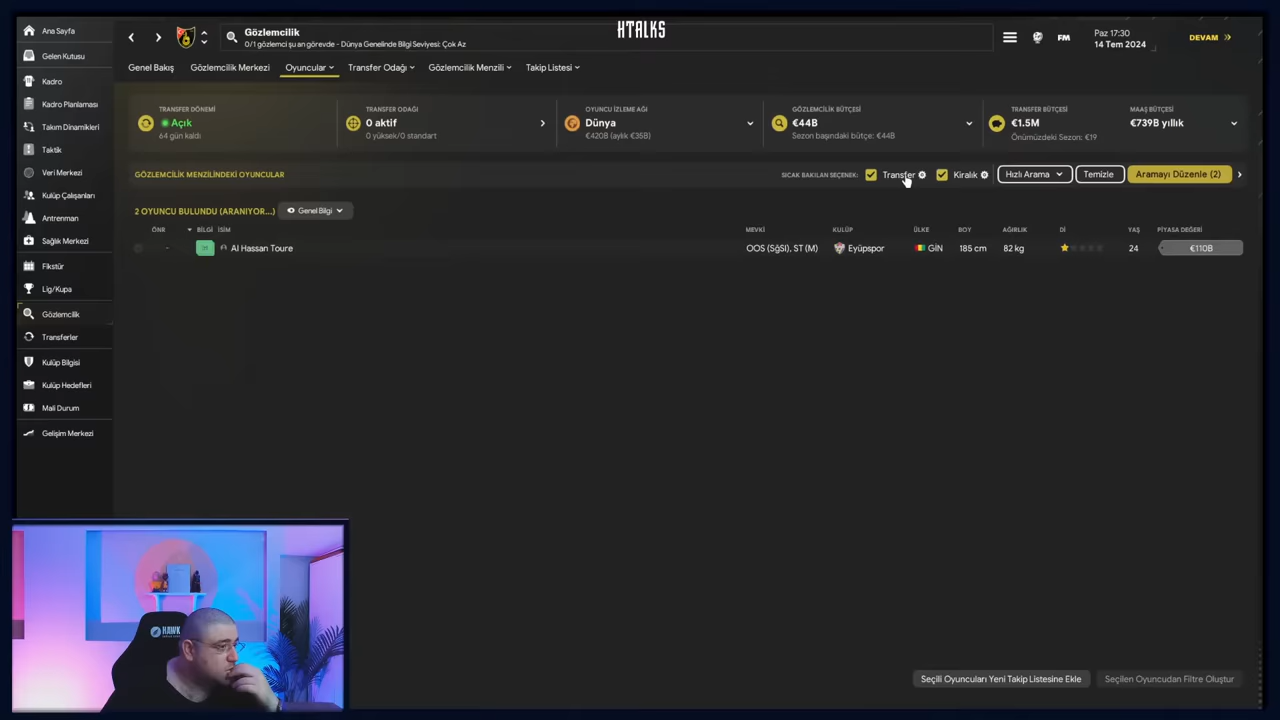 Ana Sayfa
Gelen Kutusu
Kadro
Kadro Planlaması
Takım Dinamikleri
Taktik
Veri Merkezi
Kulüp Çalışanları
Antrenman
Sağlık Merkezi
Fikstür
Lig/Kupa
Gözlemcilik
Transferler
Kulüp Bilgisi
Kulüp Hedefleri
Mali Durum
Gelişim Merkezi
Gözlemcilik
0/1 gözlemci şu an görevde - Dünya Genelinde Bilgi Seviyesi: Çok Az
HTALKS
FM
Paz 17:30
14 Tem 2024
DEVAM
Genel Bakış
Gözlemcilik Merkezi
Oyuncular
Transfer Odağı
Gözlemcilik Menzili
Takip Listesi
TRANSFER DÖNEMİ
Açık
64 gün kaldı
TRANSFER ODAĞI
0 aktif
0 yüksek/0 standart
OYUNCU İZLEME AĞI
Dünya
€420B (aylık €35B)
GÖZLEMCİLİK BÜTÇESİ
€44B
Sezon başındaki bütçe: €44B
TRANSFER BÜTÇESİ
€1.5M
Önümüzdeki Sezon: €19
MAAŞ BÜTÇESİ
€739B yıllık
GÖZLEMCİLİK MENZİLİNDEKİ OYUNCULAR
SICAK BAKILAN SEÇENEK:
Transfer
Kiralık
Hızlı Arama
Temizle
Aramayı Düzenle (2)
2 OYUNCU BULUNDU (ARANIYOR...)
Genel Bilgi
ÖNR BİLGİ İSİM MEVKİ KULÜP ÜLKE BOY AĞIRLIK Dİ YAŞ PİYASA DEĞERİ
- Al Hassan Toure OOS (SğSl), ST (M) Eyüpspor GİN 185 cm 82 kg 24 €110B
HAWK
Seçili Oyuncuları Yeni Takip Listesine Ekle
Seçilen Oyuncudan Filtre Oluştur